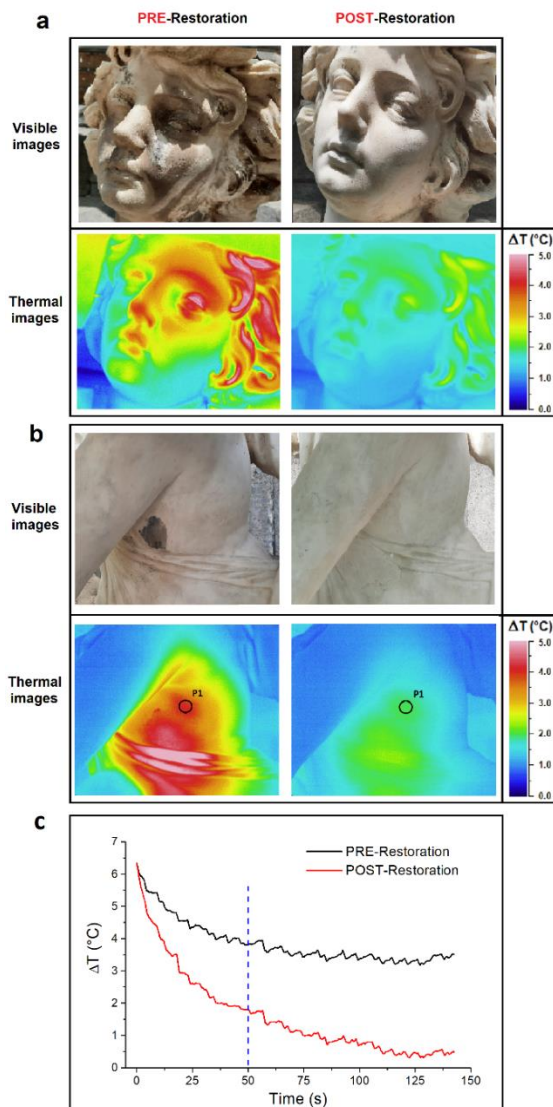 a
PRE-Restoration POST-Restoration
Visible
images
Thermal
images
ΔT (°C)
5.0
4.0
3.0
2.0
1.0
0.0
b
Visible
images
Thermal
images
P1
P1
ΔT (°C)
5.0
4.0
3.0
2.0
1.0
0.0
c
PRE-Restoration
POST-Restoration
ΔT (°C)
7
6
5
4
3
2
1
0
0 25 50 75 100 125 150
Time (s)